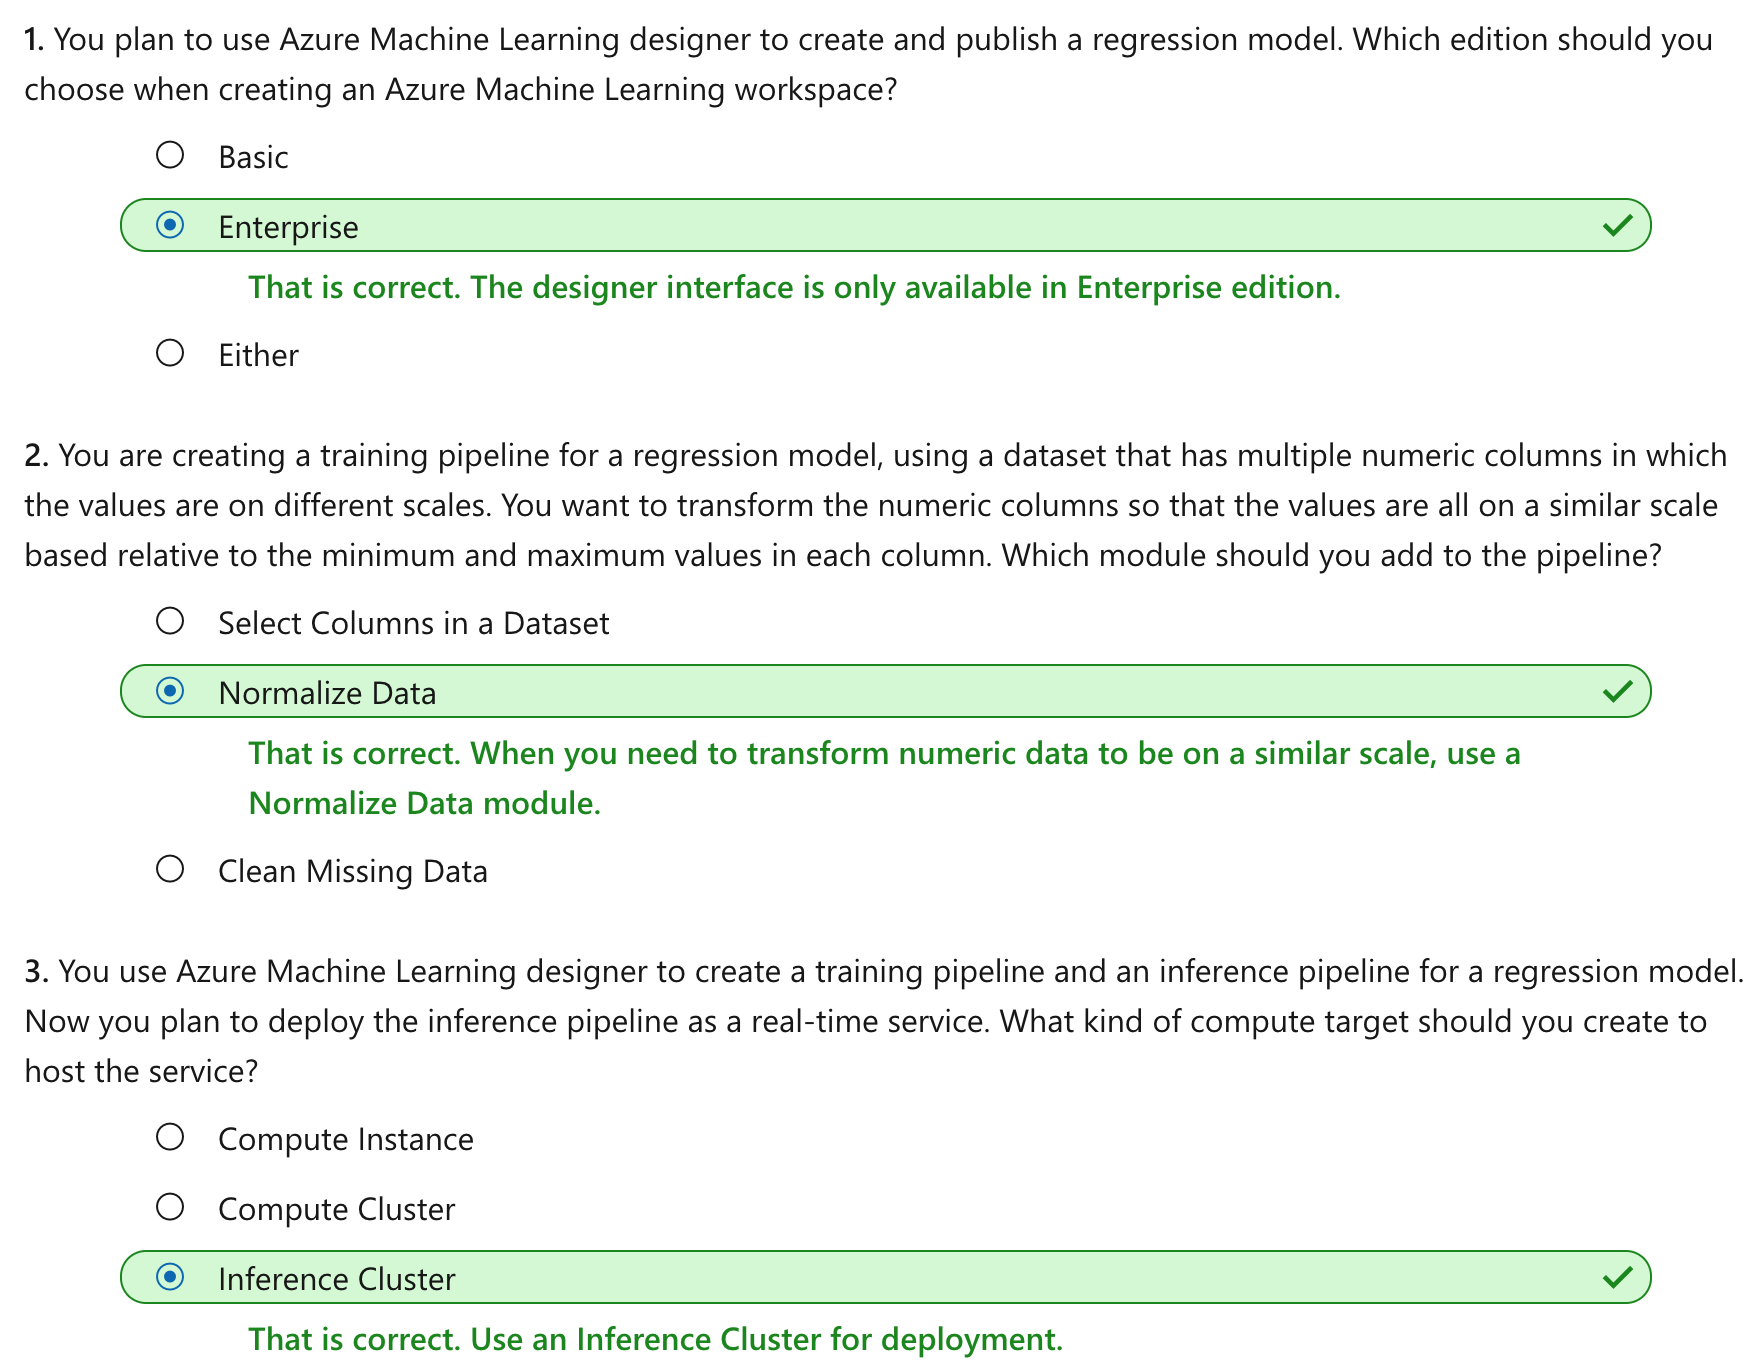 1. You plan to use Azure Machine Learning designer to create and publish a regression model. Which edition should you
choose when creating an Azure Machine Learning workspace?
Basic
Enterprise
That is correct. The designer interface is only available in Enterprise edition.
Either
2. You are creating a training pipeline for a regression model, using a dataset that has multiple numeric columns in which
the values are on different scales. You want to transform the numeric columns so that the values are all on a similar scale
based relative to the minimum and maximum values in each column. Which module should you add to the pipeline?
Select Columns in a Dataset
Normalize Data
That is correct. When you need to transform numeric data to be on a similar scale, use a
Normalize Data module.
Clean Missing Data
3. You use Azure Machine Learning designer to create a training pipeline and an inference pipeline for a regression model.
Now you plan to deploy the inference pipeline as a real-time service. What kind of compute target should you create to
host the service?
Compute Instance
Compute Cluster
Inference Cluster
That is correct. Use an Inference Cluster for deployment.